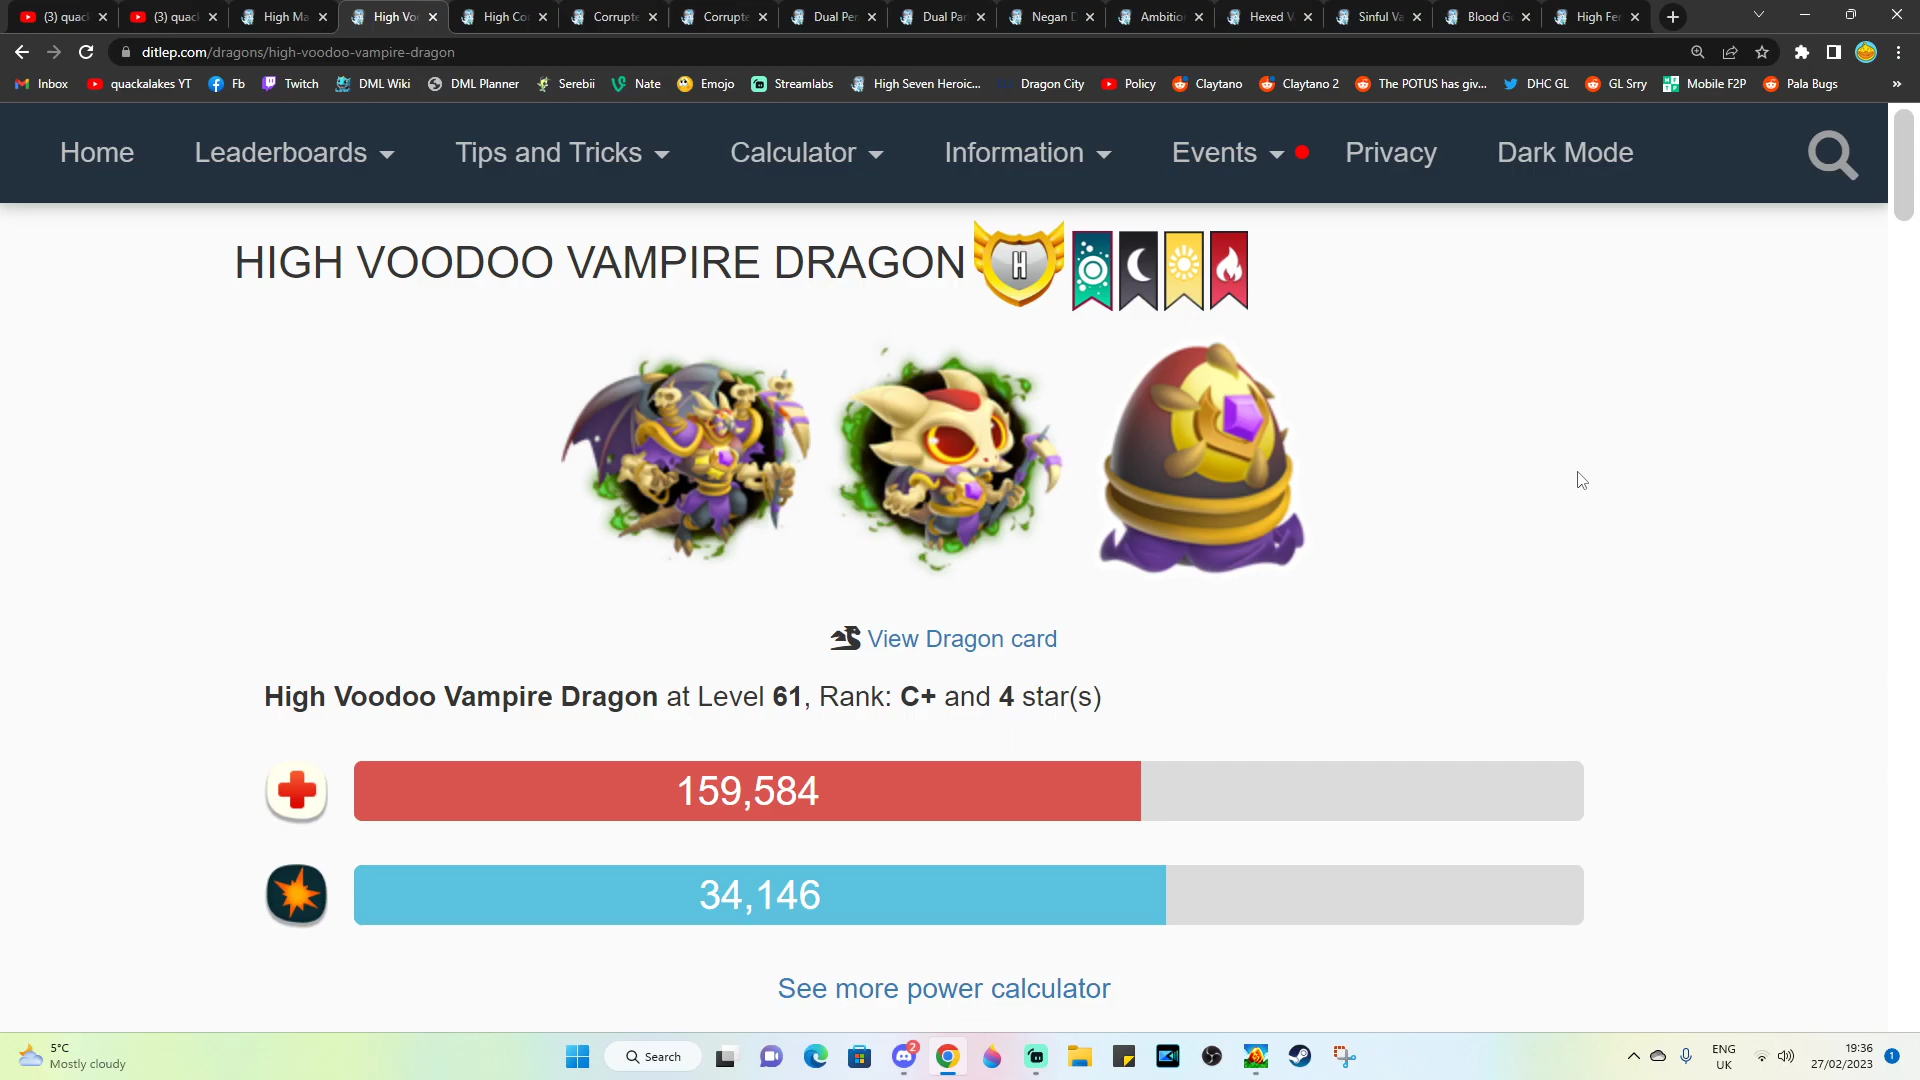 (3) quac (3) quac High Ma High Voo High Co Corrupte Corrupte Dual Per Dual Par Negan D Ambitio Hexed V Sinful Va Blood G High Fer
ditlep.com/dragons/high-voodoo-vampire-dragon
Inbox quackalakes YT Fb Twitch DML Wiki DML Planner Serebii Nate Emojo Streamlabs High Seven Heroic... Dragon City Policy Claytano Claytano 2 The POTUS has giv... DHC GL GL Srry Mobile F2P Pala Bugs »
Home Leaderboards Tips and Tricks Calculator Information Events Privacy Dark Mode
HIGH VOODOO VAMPIRE DRAGON H
View Dragon card
High Voodoo Vampire Dragon at Level 61, Rank: C+ and 4 star(s)
159,584
34,146
See more power calculator
5°C
Mostly cloudy
Search
2
ENG
UK
19:36
27/02/2023
1